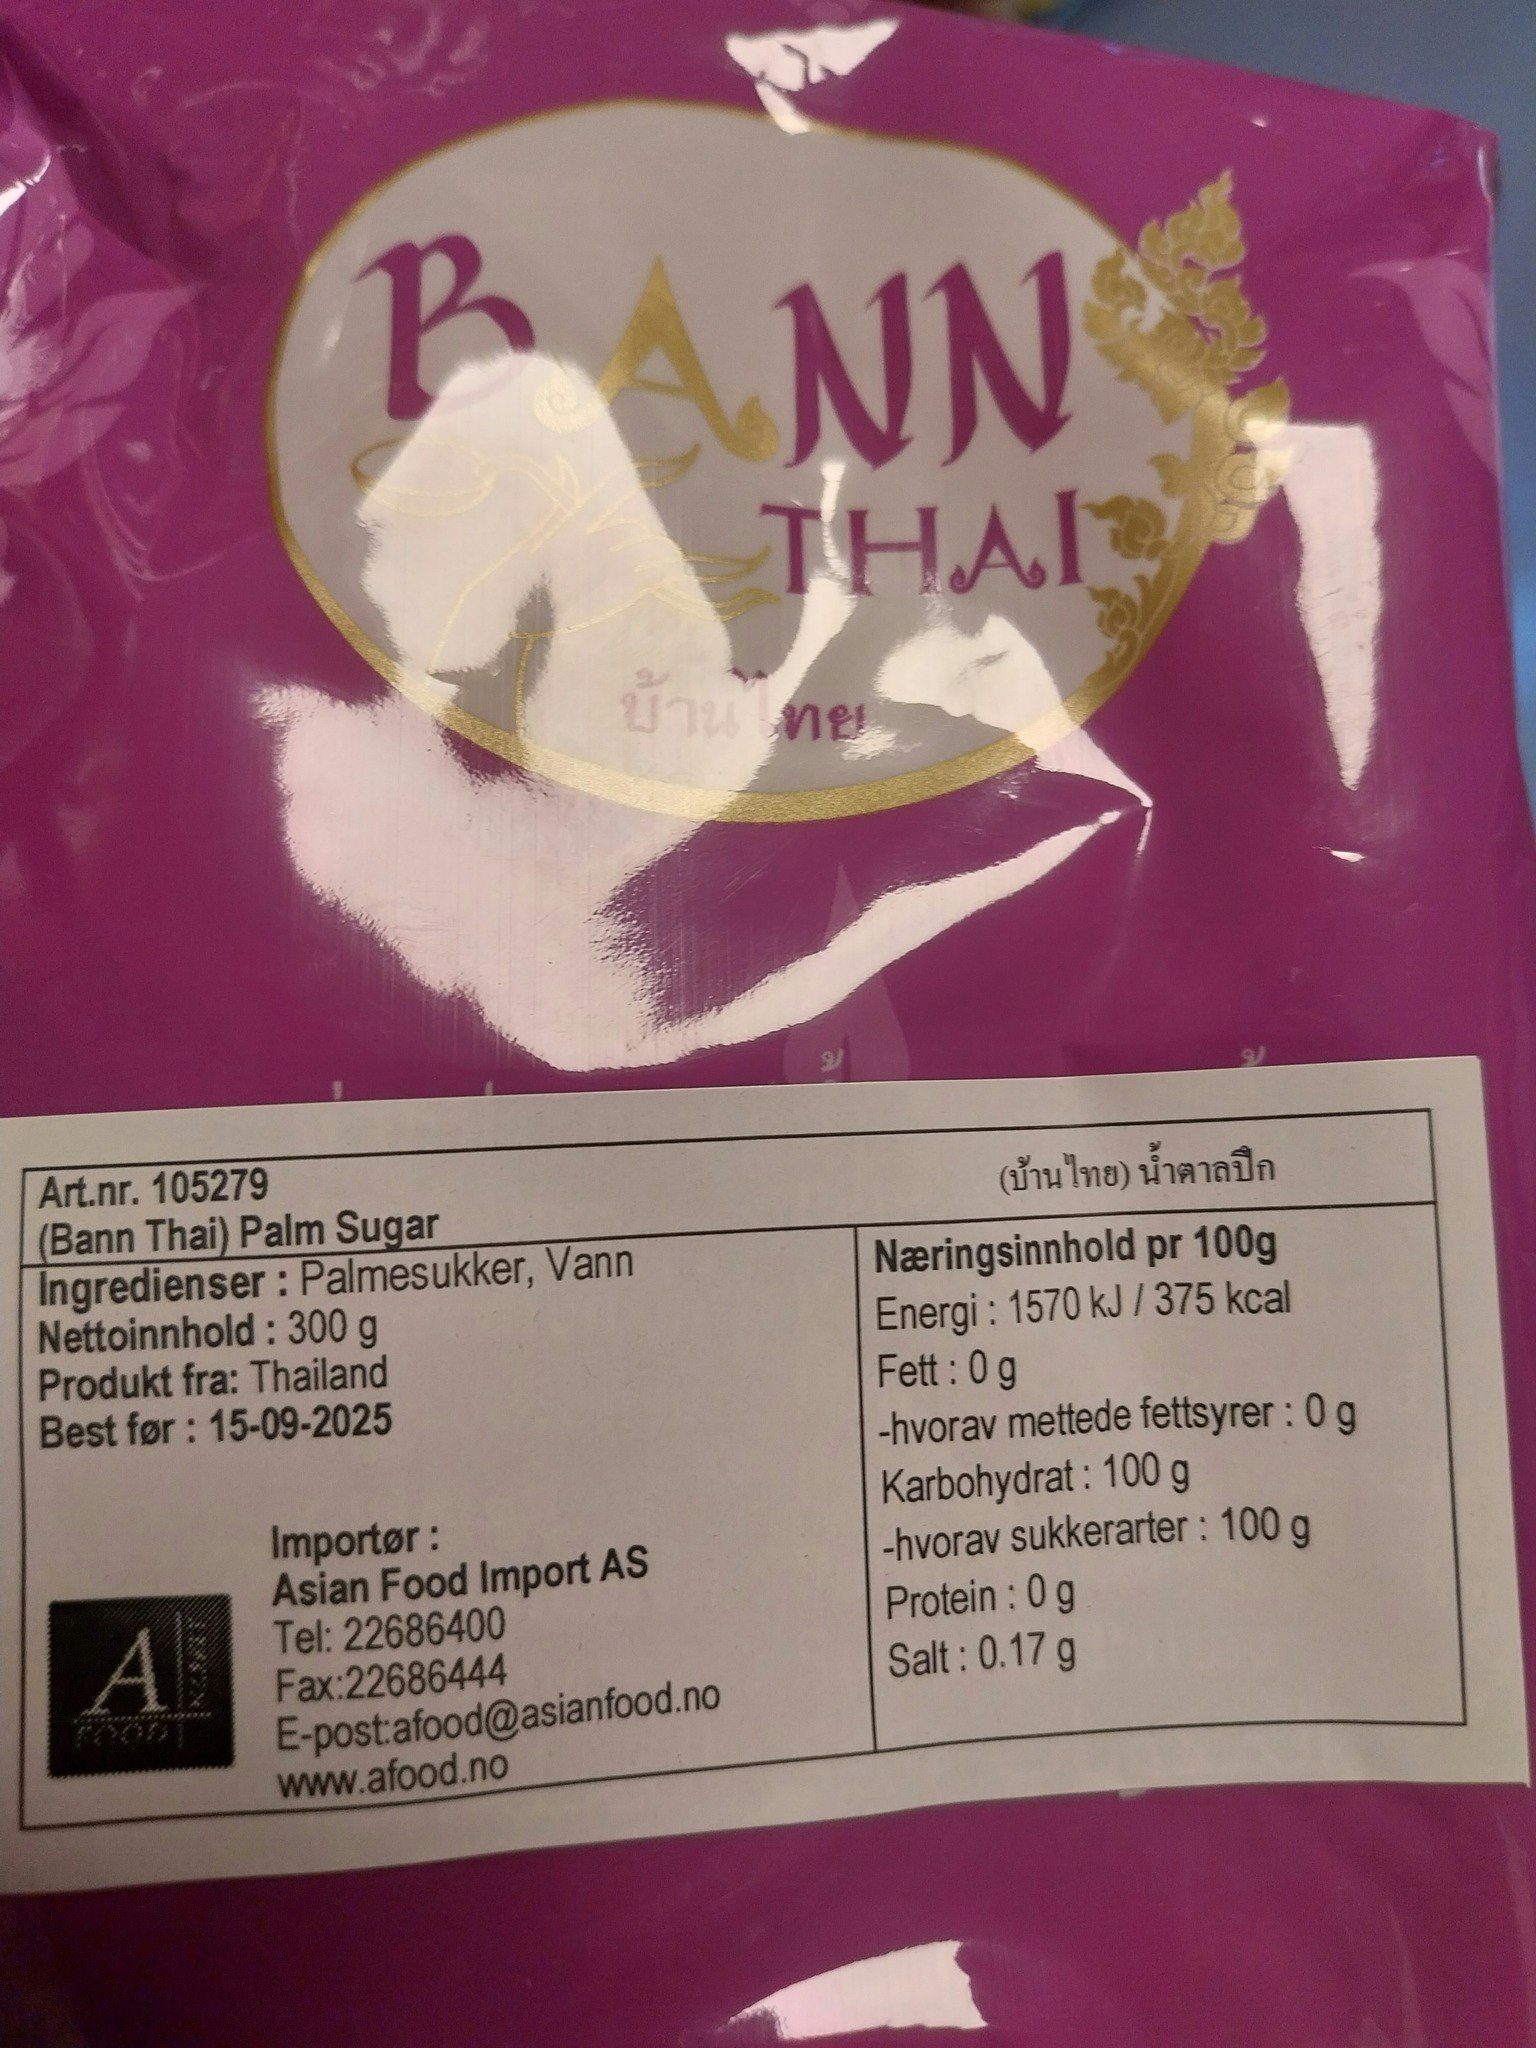 BANN
THAI
บ้านไทย
Art.nr. 105279
(Bann Thai) Palm Sugar
(บ้านไทย) น้ำตาลปึก
Ingredienser : Palmesukker, Vann
Nettoinnhold : 300 g
Produkt fra: Thailand
Best før : 15-09-2025
Importør :
Asian Food Import AS
Tel: 22686400
Fax:22686444
E-post:afood@asianfood.no
www.afood.no
A
FOOD
Næringsinnhold pr 100g
Energi : 1570 kJ / 375 kcal
Fett : 0 g
-hvorav mettede fettsyrer : 0 g
Karbohydrat : 100 g
-hvorav sukkerarter : 100 g
Protein : 0 g
Salt : 0.17 g